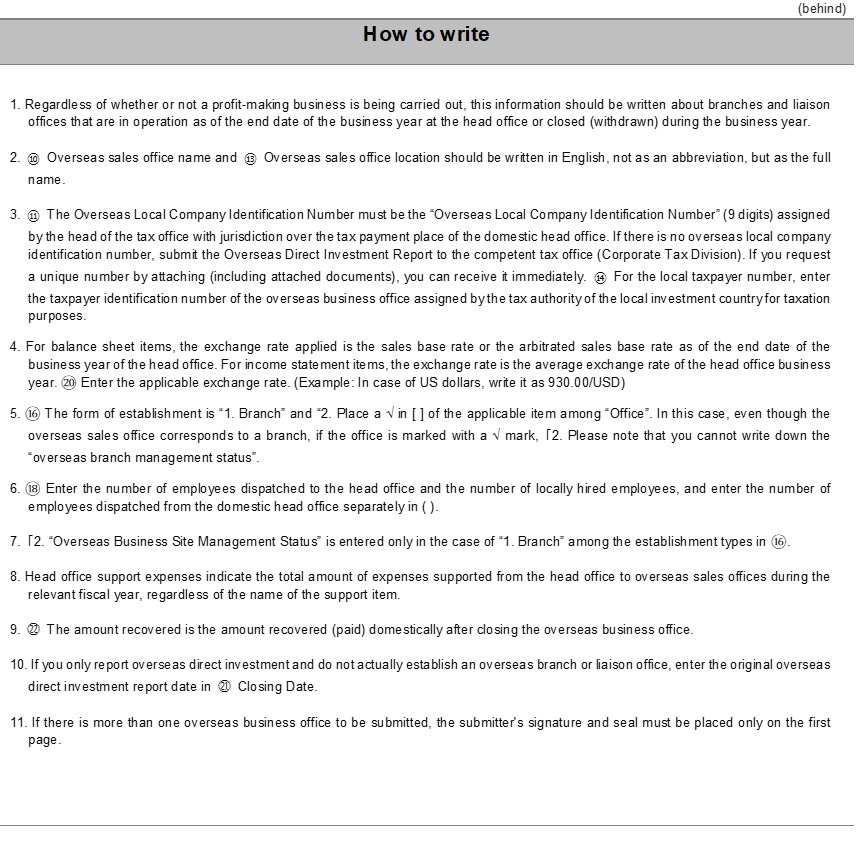 (behind)
How to write
1. Regardless of whether or not a profit-making business is being carried out, this information should be written about branches and liaison
offices that are in operation as of the end date of the business year at the head office or closed (withdrawn) during the business year.
2. ⑩ Overseas sales office name and ⑬ Overseas sales office location should be written in English, not as an abbreviation, but as the full
name.
3. ⑪ The Overseas Local Company Identification Number must be the “Overseas Local Company Identification Number” (9 digits) assigned
by the head of the tax office with jurisdiction over the tax payment place of the domestic head office. If there is no overseas local company
identification number, submit the Overseas Direct Investment Report to the competent tax office (Corporate Tax Division). If you request
a unique number by attaching (including attached documents), you can receive it immediately. ⑭ For the local taxpayer number, enter
the taxpayer identification number of the overseas business office assigned by the tax authority of the local investment country for taxation
purposes.
4. For balance sheet items, the exchange rate applied is the sales base rate or the arbitrated sales base rate as of the end date of the
business year of the head office. For income statement items, the exchange rate is the average exchange rate of the head office business
year. ⑳ Enter the applicable exchange rate. (Example: In case of US dollars, write it as 930.00/USD)
5. ⑯ The form of establishment is “1. Branch” and “2. Place a √ in [ ] of the applicable item among “Office”. In this case, even though the
overseas sales office corresponds to a branch, if the office is marked with a √ mark, 「2. Please note that you cannot write down the
“overseas branch management status”.
6. ⑱ Enter the number of employees dispatched to the head office and the number of locally hired employees, and enter the number of
employees dispatched from the domestic head office separately in ( ).
7. 「2. “Overseas Business Site Management Status” is entered only in the case of “1. Branch” among the establishment types in ⑯.
8. Head office support expenses indicate the total amount of expenses supported from the head office to overseas sales offices during the
relevant fiscal year, regardless of the name of the support item.
9. ㉒ The amount recovered is the amount recovered (paid) domestically after closing the overseas business office.
10. If you only report overseas direct investment and do not actually establish an overseas branch or liaison office, enter the original overseas
direct investment report date in ㉑ Closing Date.
11. If there is more than one overseas business office to be submitted, the submitter's signature and seal must be placed only on the first
page.